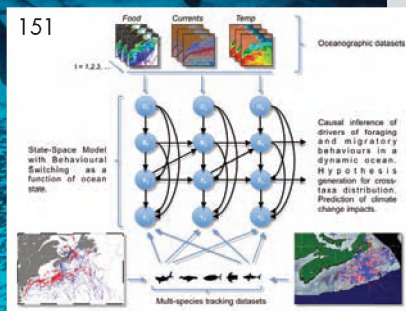 151
Food Currents Temp
Oceanographic datasets
t = 1,2,3, ...
State-Space Model
with Behavioural
Switching as a
function of ocean
state.
Causal inference of
drivers of foraging
and migratory
behaviours in a
dynamic ocean.
Hypothesis
generation for cross-
taxa distribution.
Prediction of climate
change impacts.
Multi-species tracking datasets